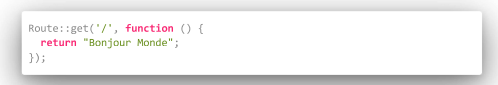 Route::get('/', function () {
  return "Bonjour Monde";
});